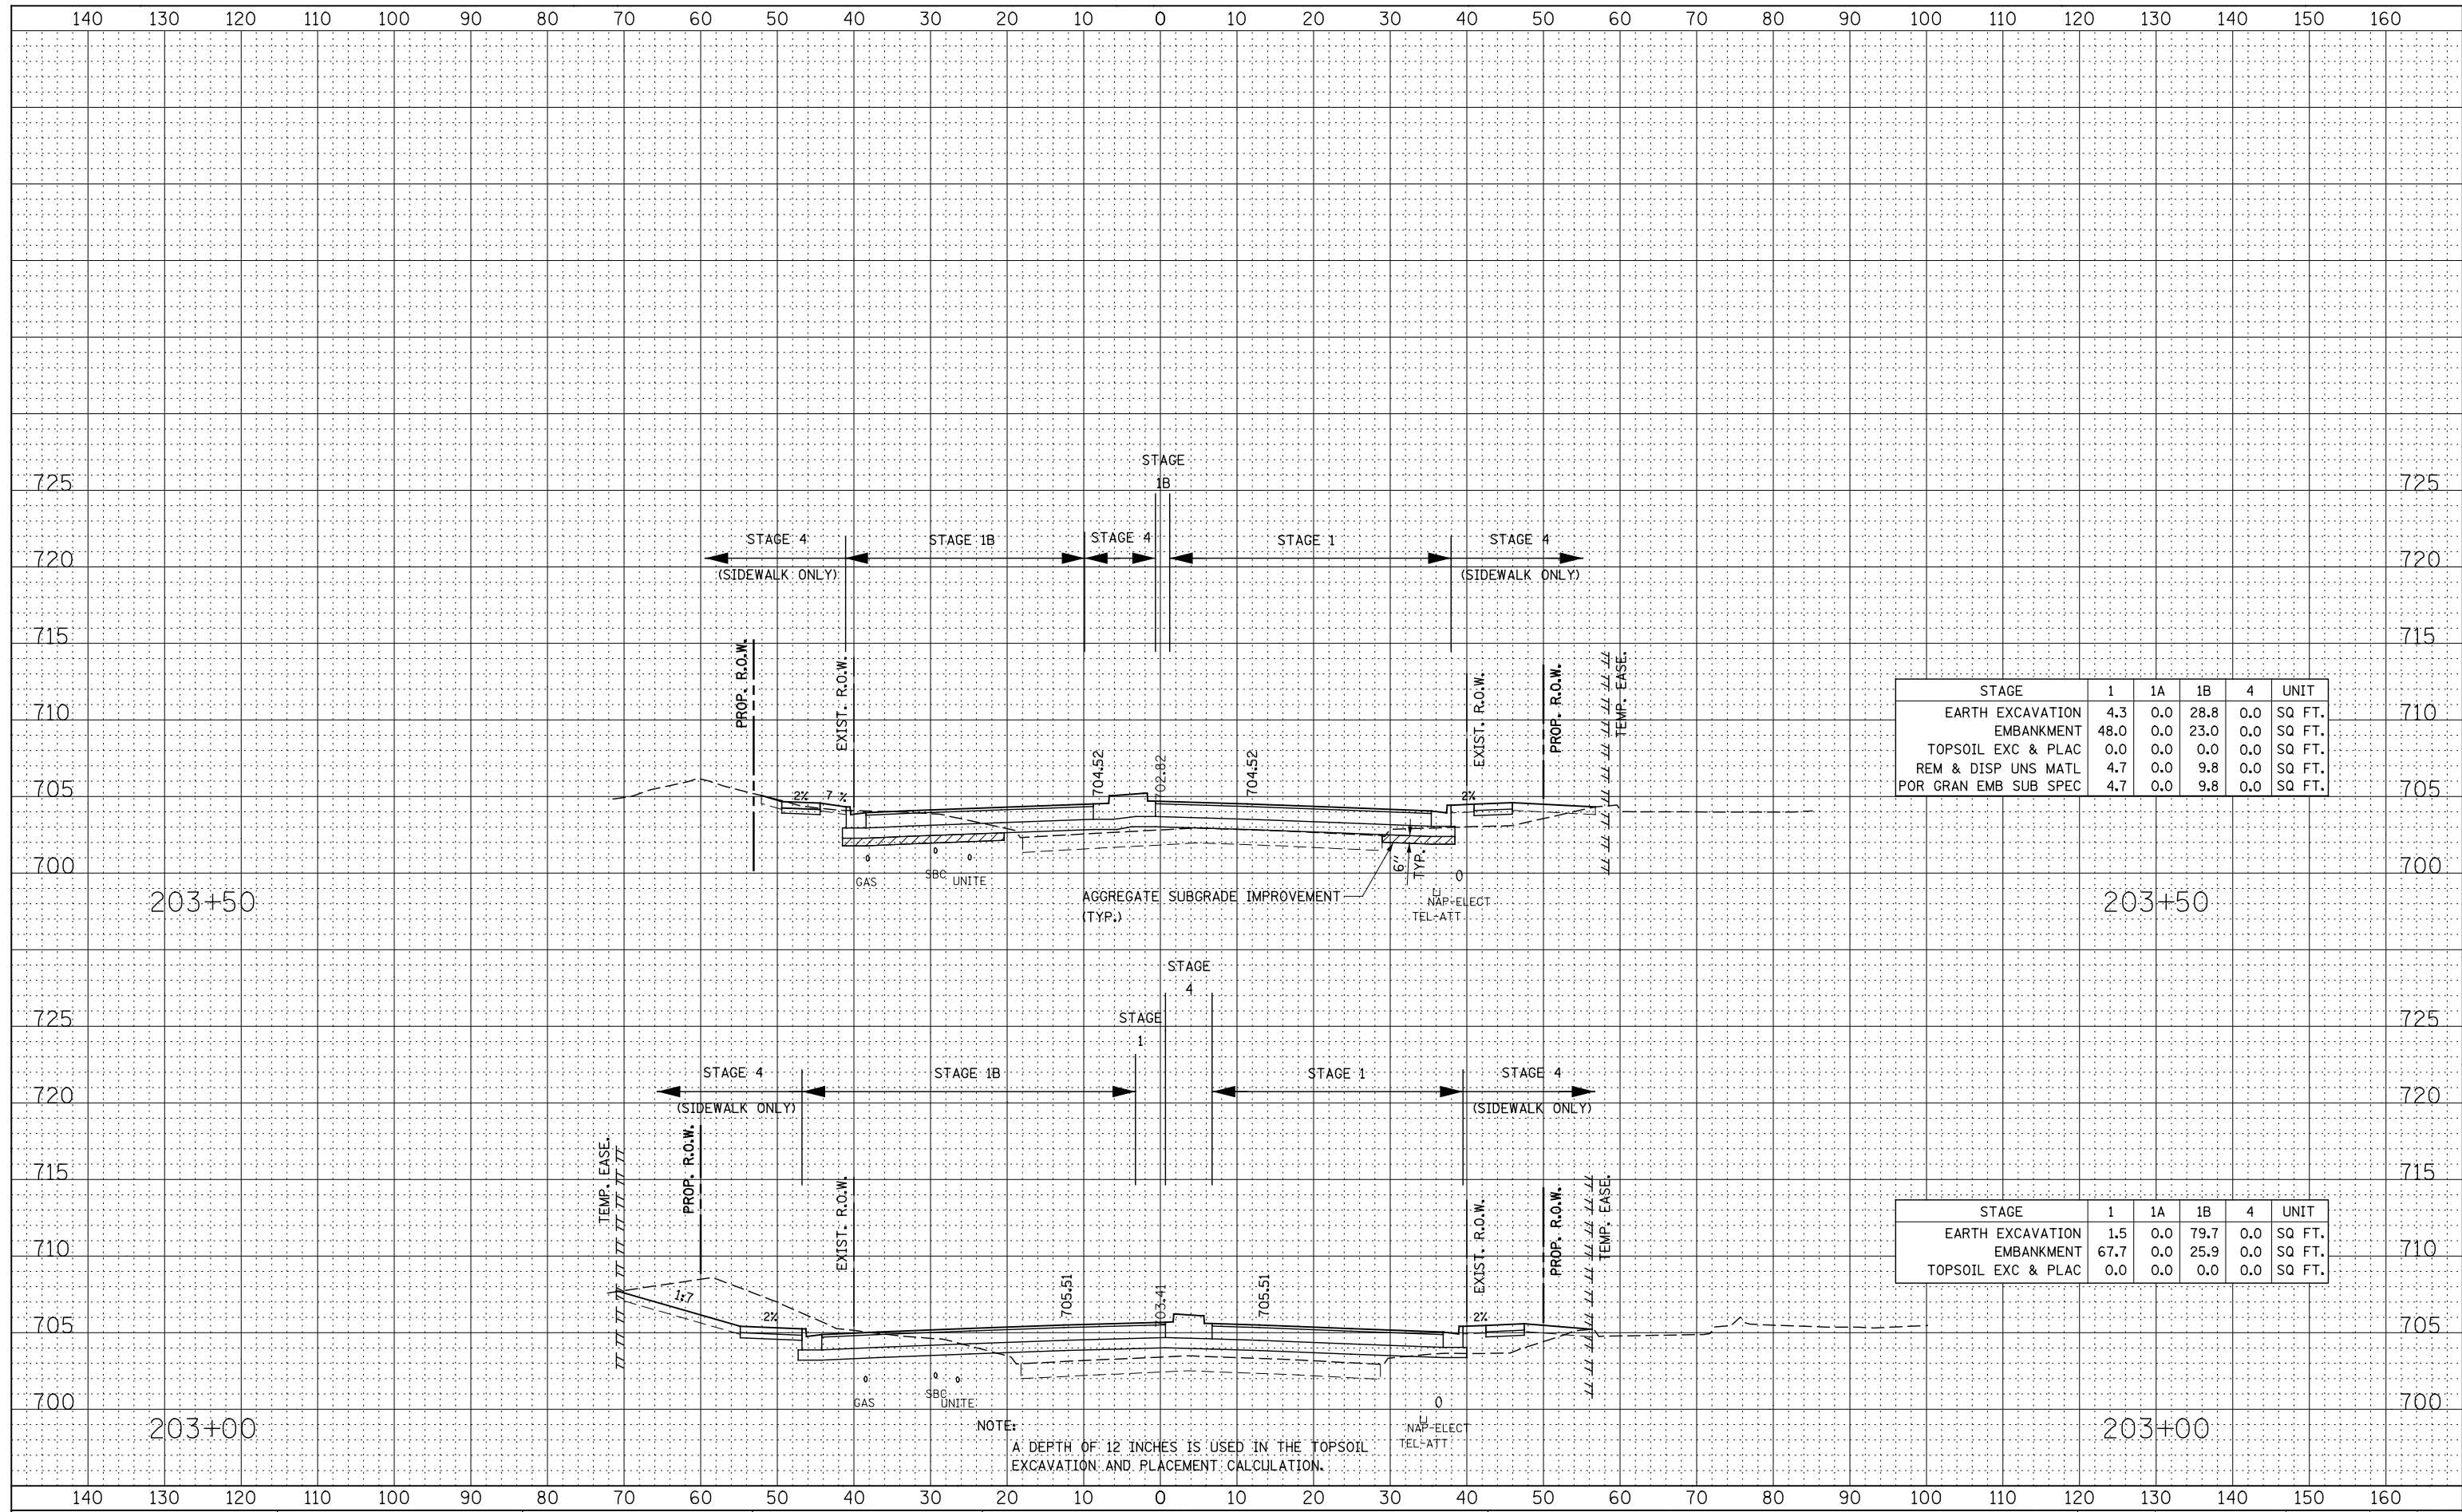 140 130 120 110 100 90 80 70 60 50 40 30 20 10 0 10 20 30 40 50 60 70 80 90 100 110 120 130 140 150 160
STAGE
1B
725 725
STAGE 4 STAGE 1B STAGE 4 STAGE 1 STAGE 4
720 720
(SIDEWALK ONLY) (SIDEWALK ONLY)
715 715
PROP. R.O.W.
EXIST. R.O.W.
EXIST. R.O.W.
PROP. R.O.W.
TEMP. EASE.
STAGE 1 1A 1B 4 UNIT
EARTH EXCAVATION 4.3 0.0 28.8 0.0 SQ FT.
EMBANKMENT 48.0 0.0 23.0 0.0 SQ FT.
TOPSOIL EXC & PLAC 0.0 0.0 0.0 0.0 SQ FT.
REM & DISP UNS MATL 4.7 0.0 9.8 0.0 SQ FT.
POR GRAN EMB SUB SPEC 4.7 0.0 9.8 0.0 SQ FT.
710 710
704.52
702.82
704.52
705 705
2% 7 % 2%
700 700
GAS SBC UNITE
6" TYP.
AGGREGATE SUBGRADE IMPROVEMENT
(TYP.)
NAP-ELECT
TEL-ATT
203+50 203+50
STAGE
4
725 725
STAGE
1
STAGE 4 STAGE 1B STAGE 1 STAGE 4
720 720
(SIDEWALK ONLY) (SIDEWALK ONLY)
715 715
TEMP. EASE.
PROP. R.O.W.
EXIST. R.O.W.
EXIST. R.O.W.
PROP. R.O.W.
TEMP. EASE.
STAGE 1 1A 1B 4 UNIT
EARTH EXCAVATION 1.5 0.0 79.7 0.0 SQ FT.
EMBANKMENT 67.7 0.0 25.9 0.0 SQ FT.
TOPSOIL EXC & PLAC 0.0 0.0 0.0 0.0 SQ FT.
710 710
705.51
703.41
705.51
1:7
2% 2%
705 705
700 700
GAS SBC UNITE
NAP-ELECT
TEL-ATT
203+00 203+00
NOTE:
A DEPTH OF 12 INCHES IS USED IN THE TOPSOIL
EXCAVATION AND PLACEMENT CALCULATION.
140 130 120 110 100 90 80 70 60 50 40 30 20 10 0 10 20 30 40 50 60 70 80 90 100 110 120 130 140 150 160